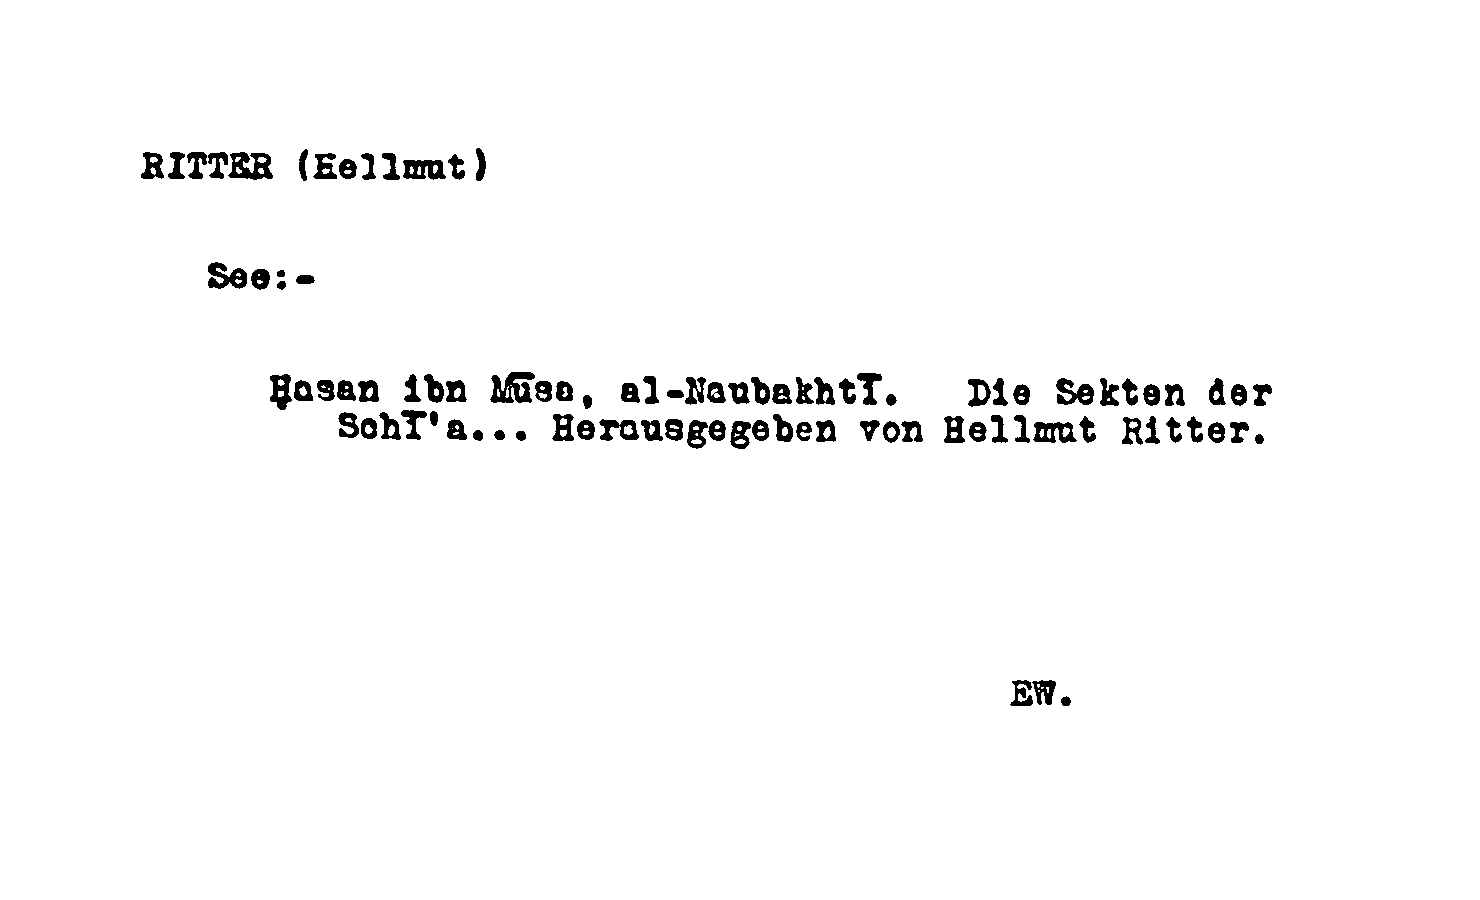 RITTER (Hellmut)
See:-
Ḥasan ibn Mūsa, al-Naubakhtī. Die Sekten der
Schī'a... Herausgegeben von Hellmut Ritter.
EW.